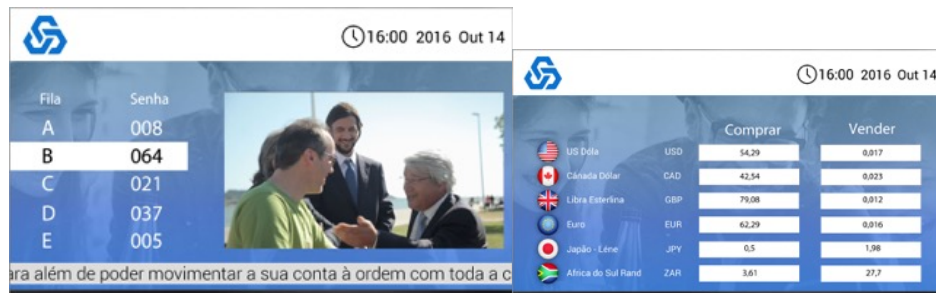 16:00 2016 Out 14
Fila Senha
A 008
B 064
C 021
D 037
E 005
ara além de poder movimentar a sua conta à ordem com toda a c
16:00 2016 Out 14
Comprar Vender
US Dóla USD 54,29 0,017
Cánada Dólar CAD 42,54 0,023
Libra Esterlina GBP 79,08 0,012
Euro EUR 62,29 0,016
Japão - Léne JPY 0,5 1,98
Africa do Sul Rand ZAR 3,61 27,7